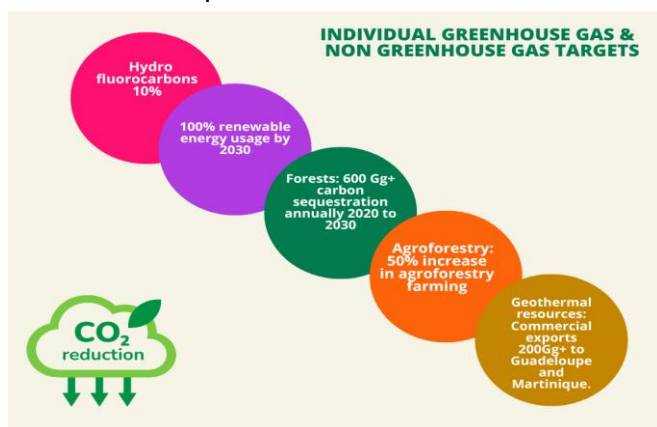 INDIVIDUAL GREENHOUSE GAS &
NON GREENHOUSE GAS TARGETS
Hydro
fluorocarbons
10%
100% renewable
energy usage by
2030
Forests: 600 Gg+
carbon
sequestration
annually 2020 to
2030
Agroforestry:
50% increase
in agroforestry
farming
Geothermal
resources:
Commercial
exports
200Gg+ to
Guadeloupe
and
Martinique.
CO₂
reduction